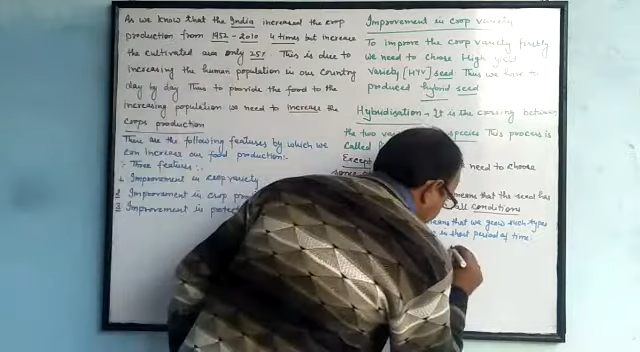 As we know that the India increased the crop
production from 1952 - 2010 4 times but increase
the cultivated area only 25% This is due to
increasing the human population in our country
day by day Thus to provide the food to the
increasing population we need to increase the
crops production
There are the following features by which we
can increase our food production:-
Three features:-
1. Improvement in crop variety
2. Improvement in crop
3. Improvement in
Improvement in crop variety
To improve the crop variety firstly
we need to choose High yield
variety [HYV] seed Thus we have to
produced hybrid seed
Hybridisation - It is the crossing between
the two species This process is
called
need to choose
some
means that the seed has
all conditions
means that we grow such types
in short period of time